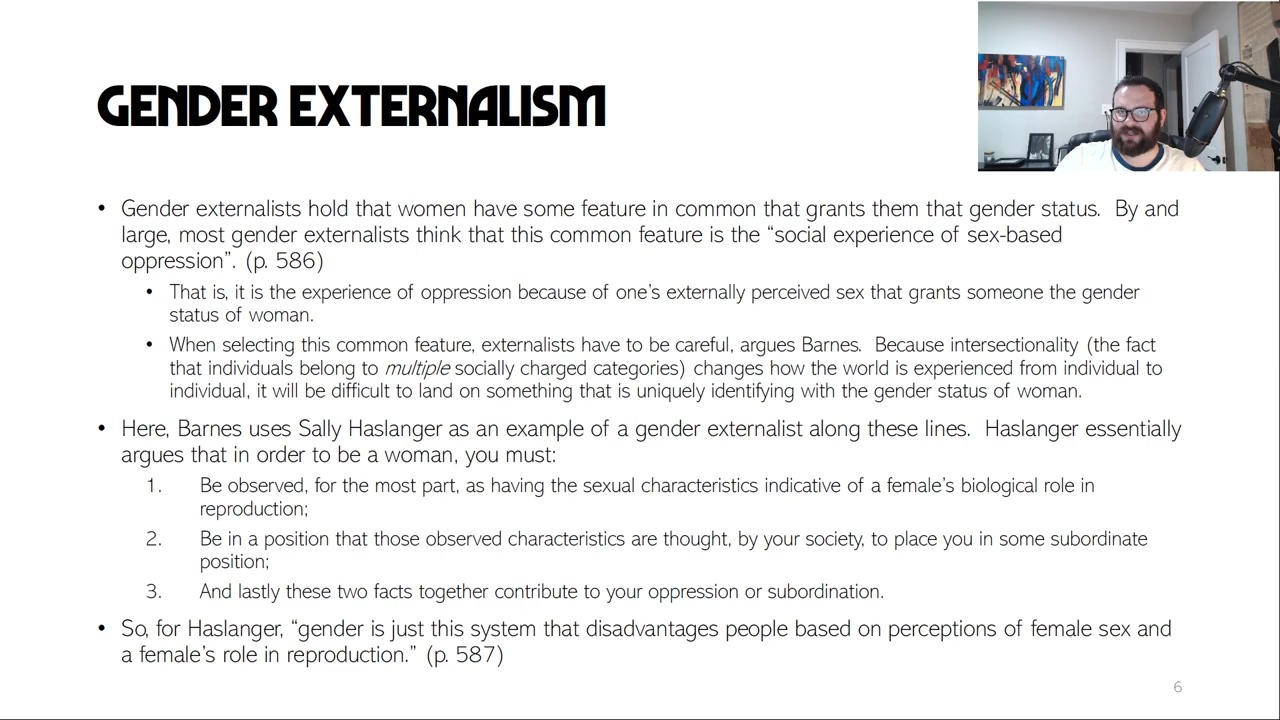 GENDER EXTERNALISM
• Gender externalists hold that women have some feature in common that grants them that gender status.  By and
large, most gender externalists think that this common feature is the “social experience of sex-based
oppression”. (p. 586)
• That is, it is the experience of oppression because of one’s externally perceived sex that grants someone the gender
status of woman.
• When selecting this common feature, externalists have to be careful, argues Barnes.  Because intersectionality (the fact
that individuals belong to multiple socially charged categories) changes how the world is experienced from individual to
individual, it will be difficult to land on something that is uniquely identifying with the gender status of woman.
• Here, Barnes uses Sally Haslanger as an example of a gender externalist along these lines.  Haslanger essentially
argues that in order to be a woman, you must:
1. Be observed, for the most part, as having the sexual characteristics indicative of a female’s biological role in
reproduction;
2. Be in a position that those observed characteristics are thought, by your society, to place you in some subordinate
position;
3. And lastly these two facts together contribute to your oppression or subordination.
• So, for Haslanger, “gender is just this system that disadvantages people based on perceptions of female sex and
a female’s role in reproduction.” (p. 587)
6